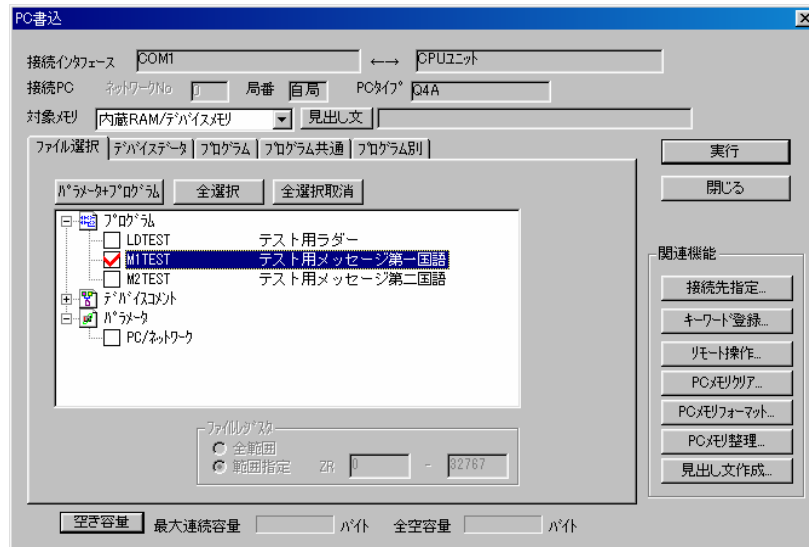 PC書込
接続ｲﾝﾀﾌｪｰｽ COM1 ←→ CPUﾕﾆｯﾄ
接続PC ﾈｯﾄﾜｰｸNo 0 局番 自局 PCﾀｲﾌﾟ Q4A
対象ﾒﾓﾘ 内蔵RAM/ﾃﾞﾊﾞｲｽﾒﾓﾘ 見出し文
ﾌｧｲﾙ選択 ﾃﾞﾊﾞｲｽﾃﾞｰﾀ ﾌﾟﾛｸﾞﾗﾑ ﾌﾟﾛｸﾞﾗﾑ共通 ﾌﾟﾛｸﾞﾗﾑ別
実行
閉じる
ﾊﾟﾗﾒｰﾀ+ﾌﾟﾛｸﾞﾗﾑ 全選択 全選択取消
ﾌﾟﾛｸﾞﾗﾑ
LDTEST テスト用ラダー
M1TEST テスト用メッセージ第一国語
M2TEST テスト用メッセージ第二国語
ﾃﾞﾊﾞｲｽｺﾒﾝﾄ
ﾊﾟﾗﾒｰﾀ
PC/ﾈｯﾄﾜｰｸ
関連機能
接続先指定...
ｷｰﾜｰﾄﾞ登録...
ﾘﾓｰﾄ操作...
PCﾒﾓﾘｸﾘｱ...
PCﾒﾓﾘﾌｫｰﾏｯﾄ...
PCﾒﾓﾘ整理...
見出し文作成...
ﾌｧｲﾙﾚｼﾞｽﾀ
全範囲
範囲指定 ZR 0 - 32767
空き容量 最大連続容量 ﾊﾞｲﾄ 全空容量 ﾊﾞｲﾄ